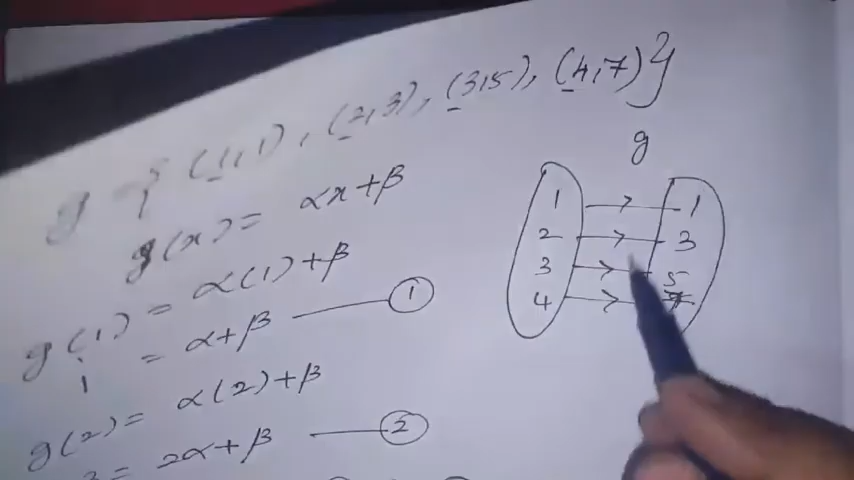 g = { (1,1), (2,3), (3,5), (4,7) }
g(x) = αx+β
g(1) = α(1)+β
1 = α+β —— ①
g(2) = α(2)+β
3 = 2α+β —— ②
g
1 → 1
2 → 3
3 → 5
4 → 7